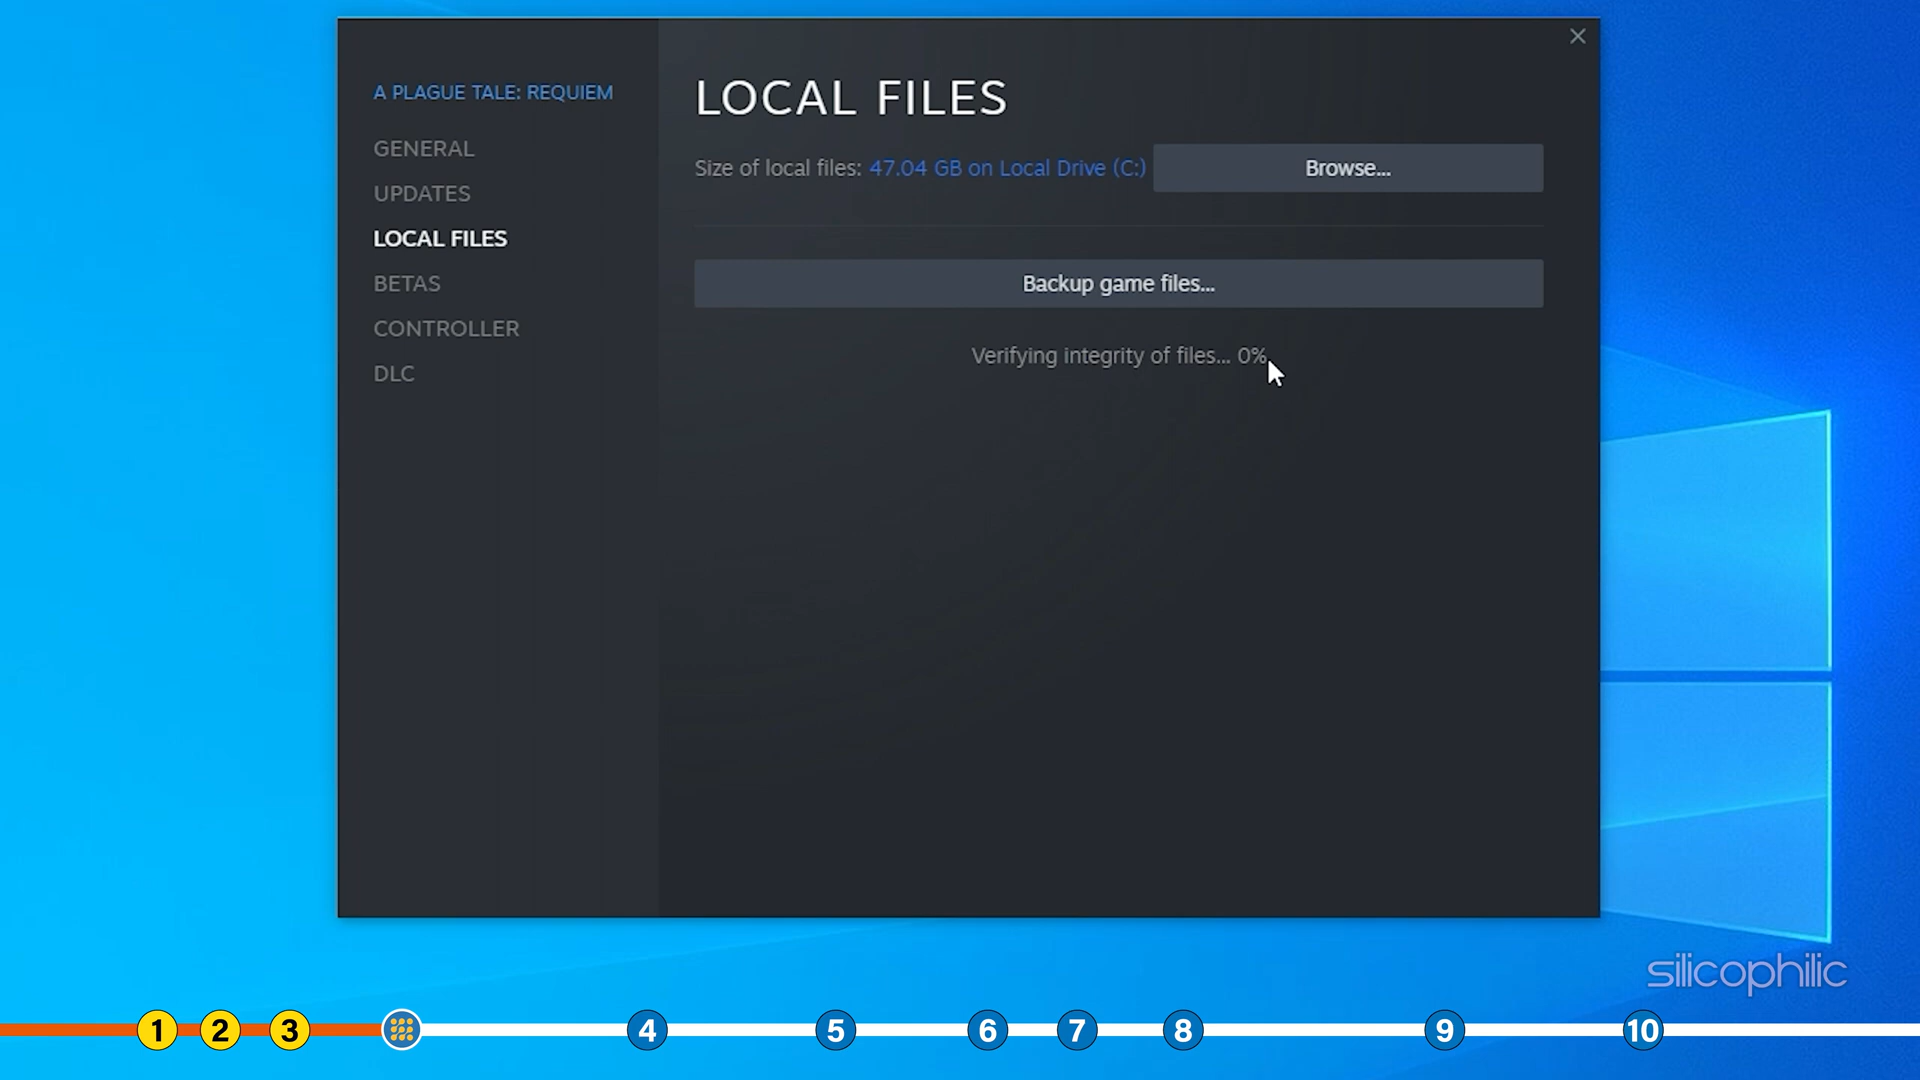 A PLAGUE TALE: REQUIEM
GENERAL
UPDATES
LOCAL FILES
BETAS
CONTROLLER
DLC
LOCAL FILES
Size of local files: 47.04 GB on Local Drive (C:) Browse...
Backup game files...
Verifying integrity of files... 0%
silicophilic
1 2 3 4 5 6 7 8 9 10